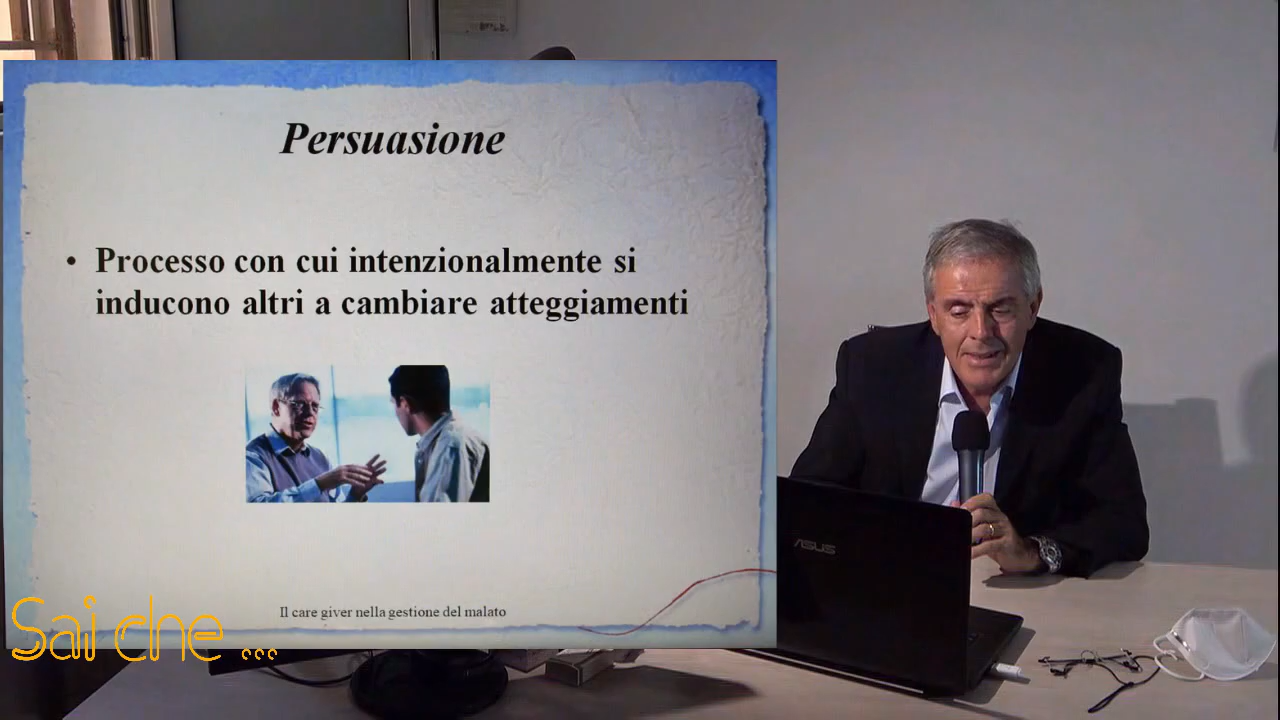 Persuasione
• Processo con cui intenzionalmente si
inducono altri a cambiare atteggiamenti
Il care giver nella gestione del malato
Sai che ...
ASUS